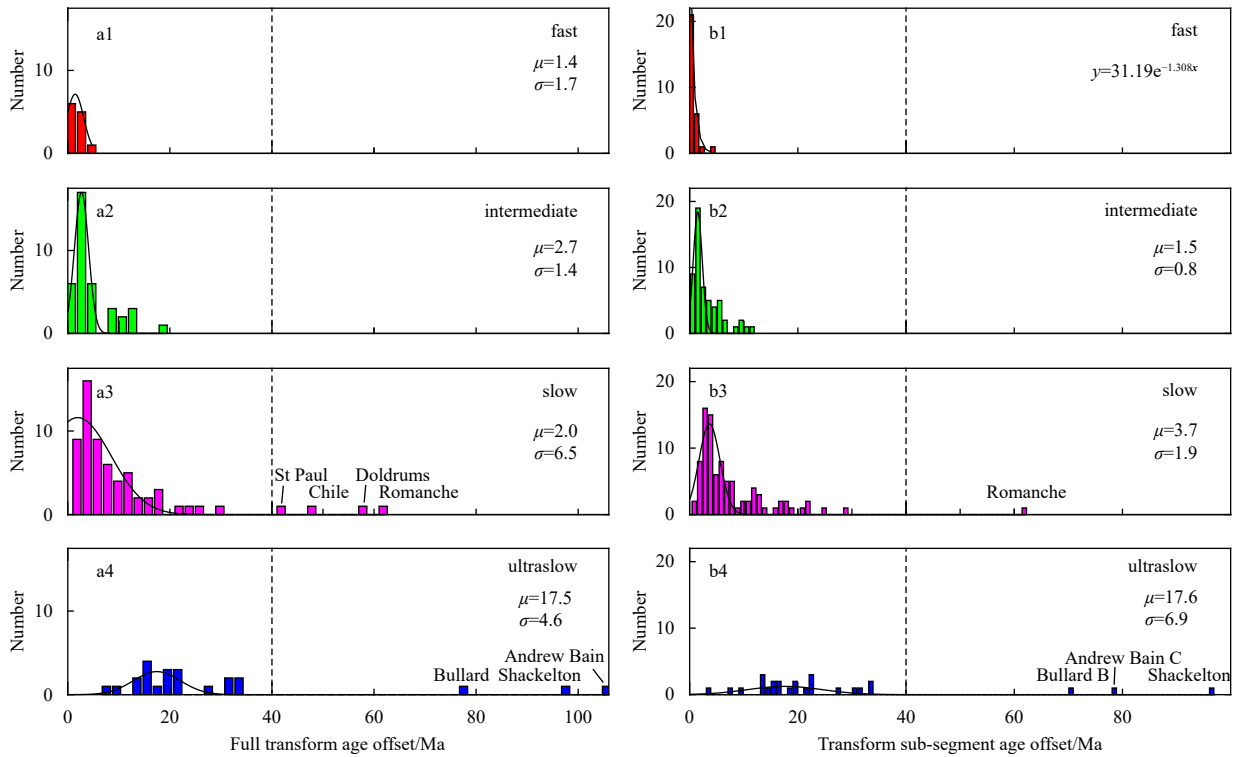 a1
fast
μ=1.4
σ=1.7
Number
10
0
b1
fast
y=31.19e⁻¹·³⁰⁸ˣ
Number
20
10
0
a2
intermediate
μ=2.7
σ=1.4
Number
10
0
b2
intermediate
μ=1.5
σ=0.8
Number
20
10
0
a3
slow
μ=2.0
σ=6.5
St Paul
Doldrums
Chile
Romanche
Number
10
0
b3
slow
μ=3.7
σ=1.9
Romanche
Number
20
10
0
a4
ultraslow
μ=17.5
σ=4.6
Andrew Bain
Bullard Shackelton
Number
10
0
0 20 40 60 80 100
Full transform age offset/Ma
b4
ultraslow
μ=17.6
σ=6.9
Andrew Bain C
Bullard B Shackelton
Number
20
10
0
0 20 40 60 80
Transform sub-segment age offset/Ma